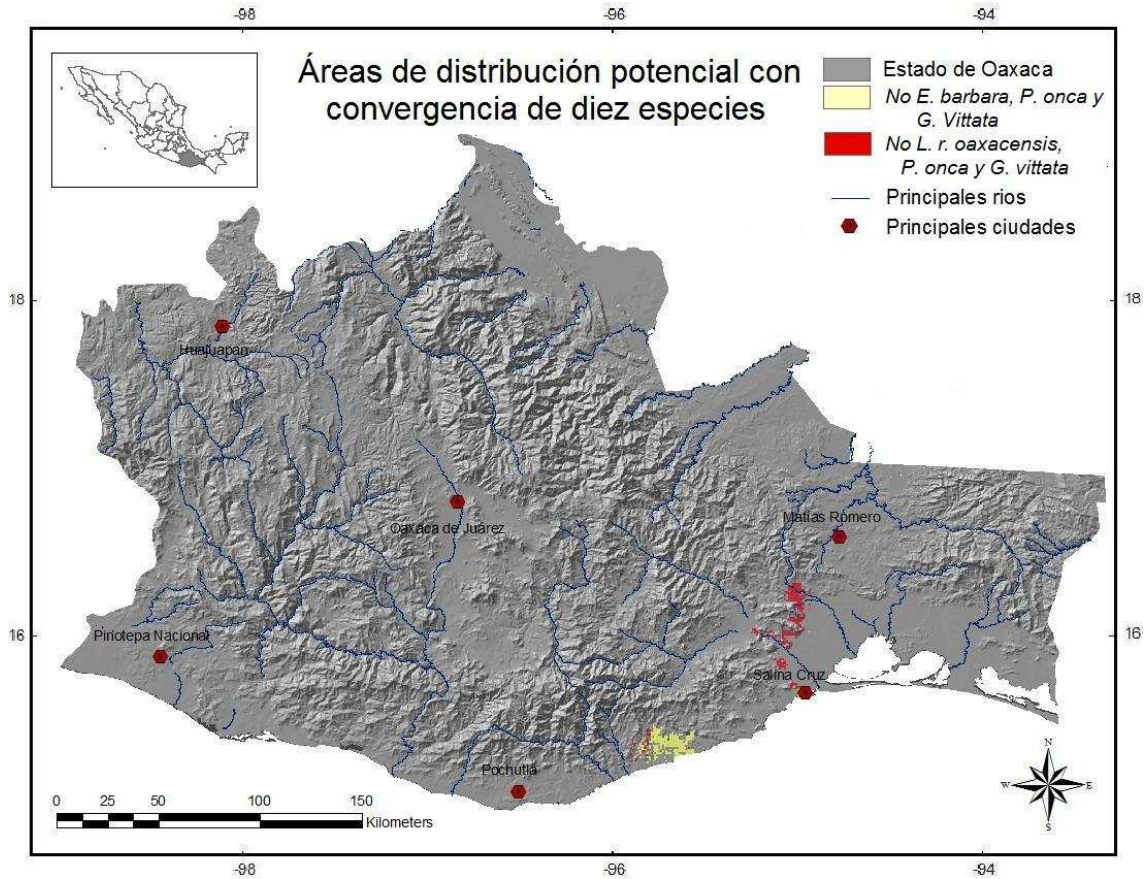 -98
-96
-94
Áreas de distribución potencial con
convergencia de diez especies
Estado de Oaxaca
No E. barbara, P. onca y
G. Vittata
No L. r. oaxacensis,
P. onca y G. vittata
Principales rios
Principales ciudades
18
18
Huajuapan
Oaxaca de Juárez
Matías Romero
16
16
Pinotepa Nacional
Salina Cruz
Pochutla
N
W
E
S
0
25
50
100
150
Kilometers
-98
-96
-94